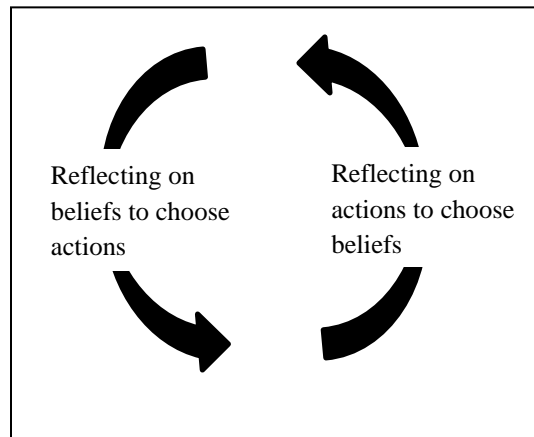 Reflecting on
beliefs to choose
actions
Reflecting on
actions to choose
beliefs